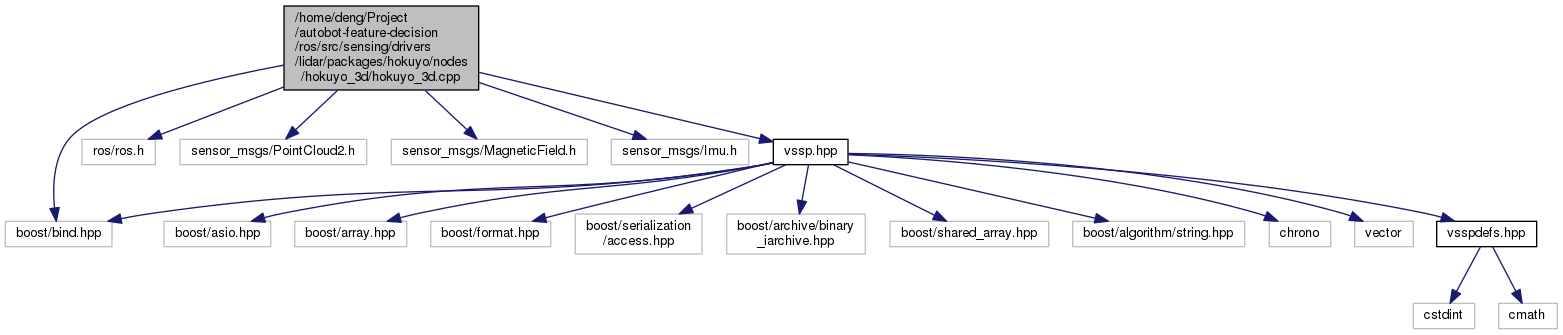 /home/deng/Project
/autobot-feature-decision
/ros/src/sensing/drivers
/lidar/packages/hokuyo/nodes
/hokuyo_3d/hokuyo_3d.cpp
ros/ros.h
sensor_msgs/PointCloud2.h
sensor_msgs/MagneticField.h
sensor_msgs/Imu.h
vssp.hpp
boost/bind.hpp
boost/asio.hpp
boost/array.hpp
boost/format.hpp
boost/serialization
/access.hpp
boost/archive/binary
_iarchive.hpp
boost/shared_array.hpp
boost/algorithm/string.hpp
chrono
vector
vsspdefs.hpp
cstdint
cmath